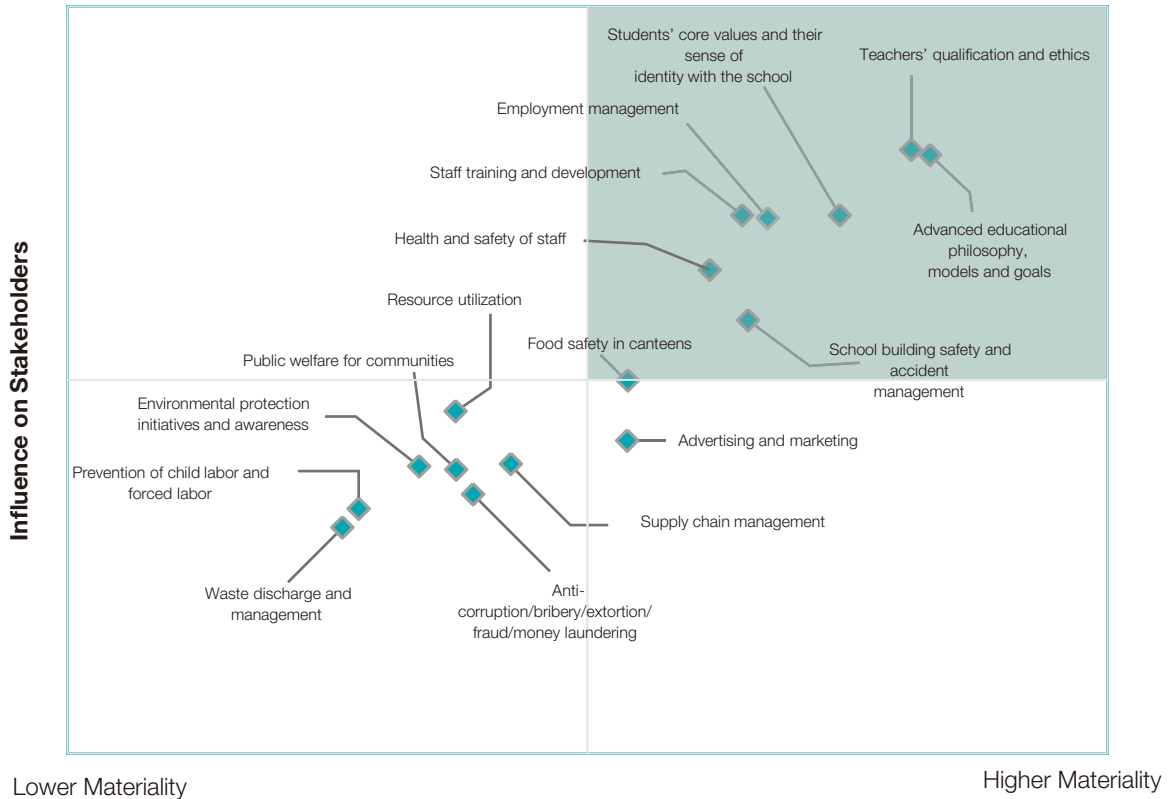 Students’ core values and their
sense of
identity with the school
Teachers’ qualification and ethics
Employment management
Staff training and development
Advanced educational
philosophy,
models and goals
Health and safety of staff
Resource utilization
Food safety in canteens
School building safety and
accident
management
Public welfare for communities
Environmental protection
initiatives and awareness
Advertising and marketing
Prevention of child labor and
forced labor
Supply chain management
Waste discharge and
management
Anti-
corruption/bribery/extortion/
fraud/money laundering
Influence on Stakeholders
Lower Materiality
Higher Materiality